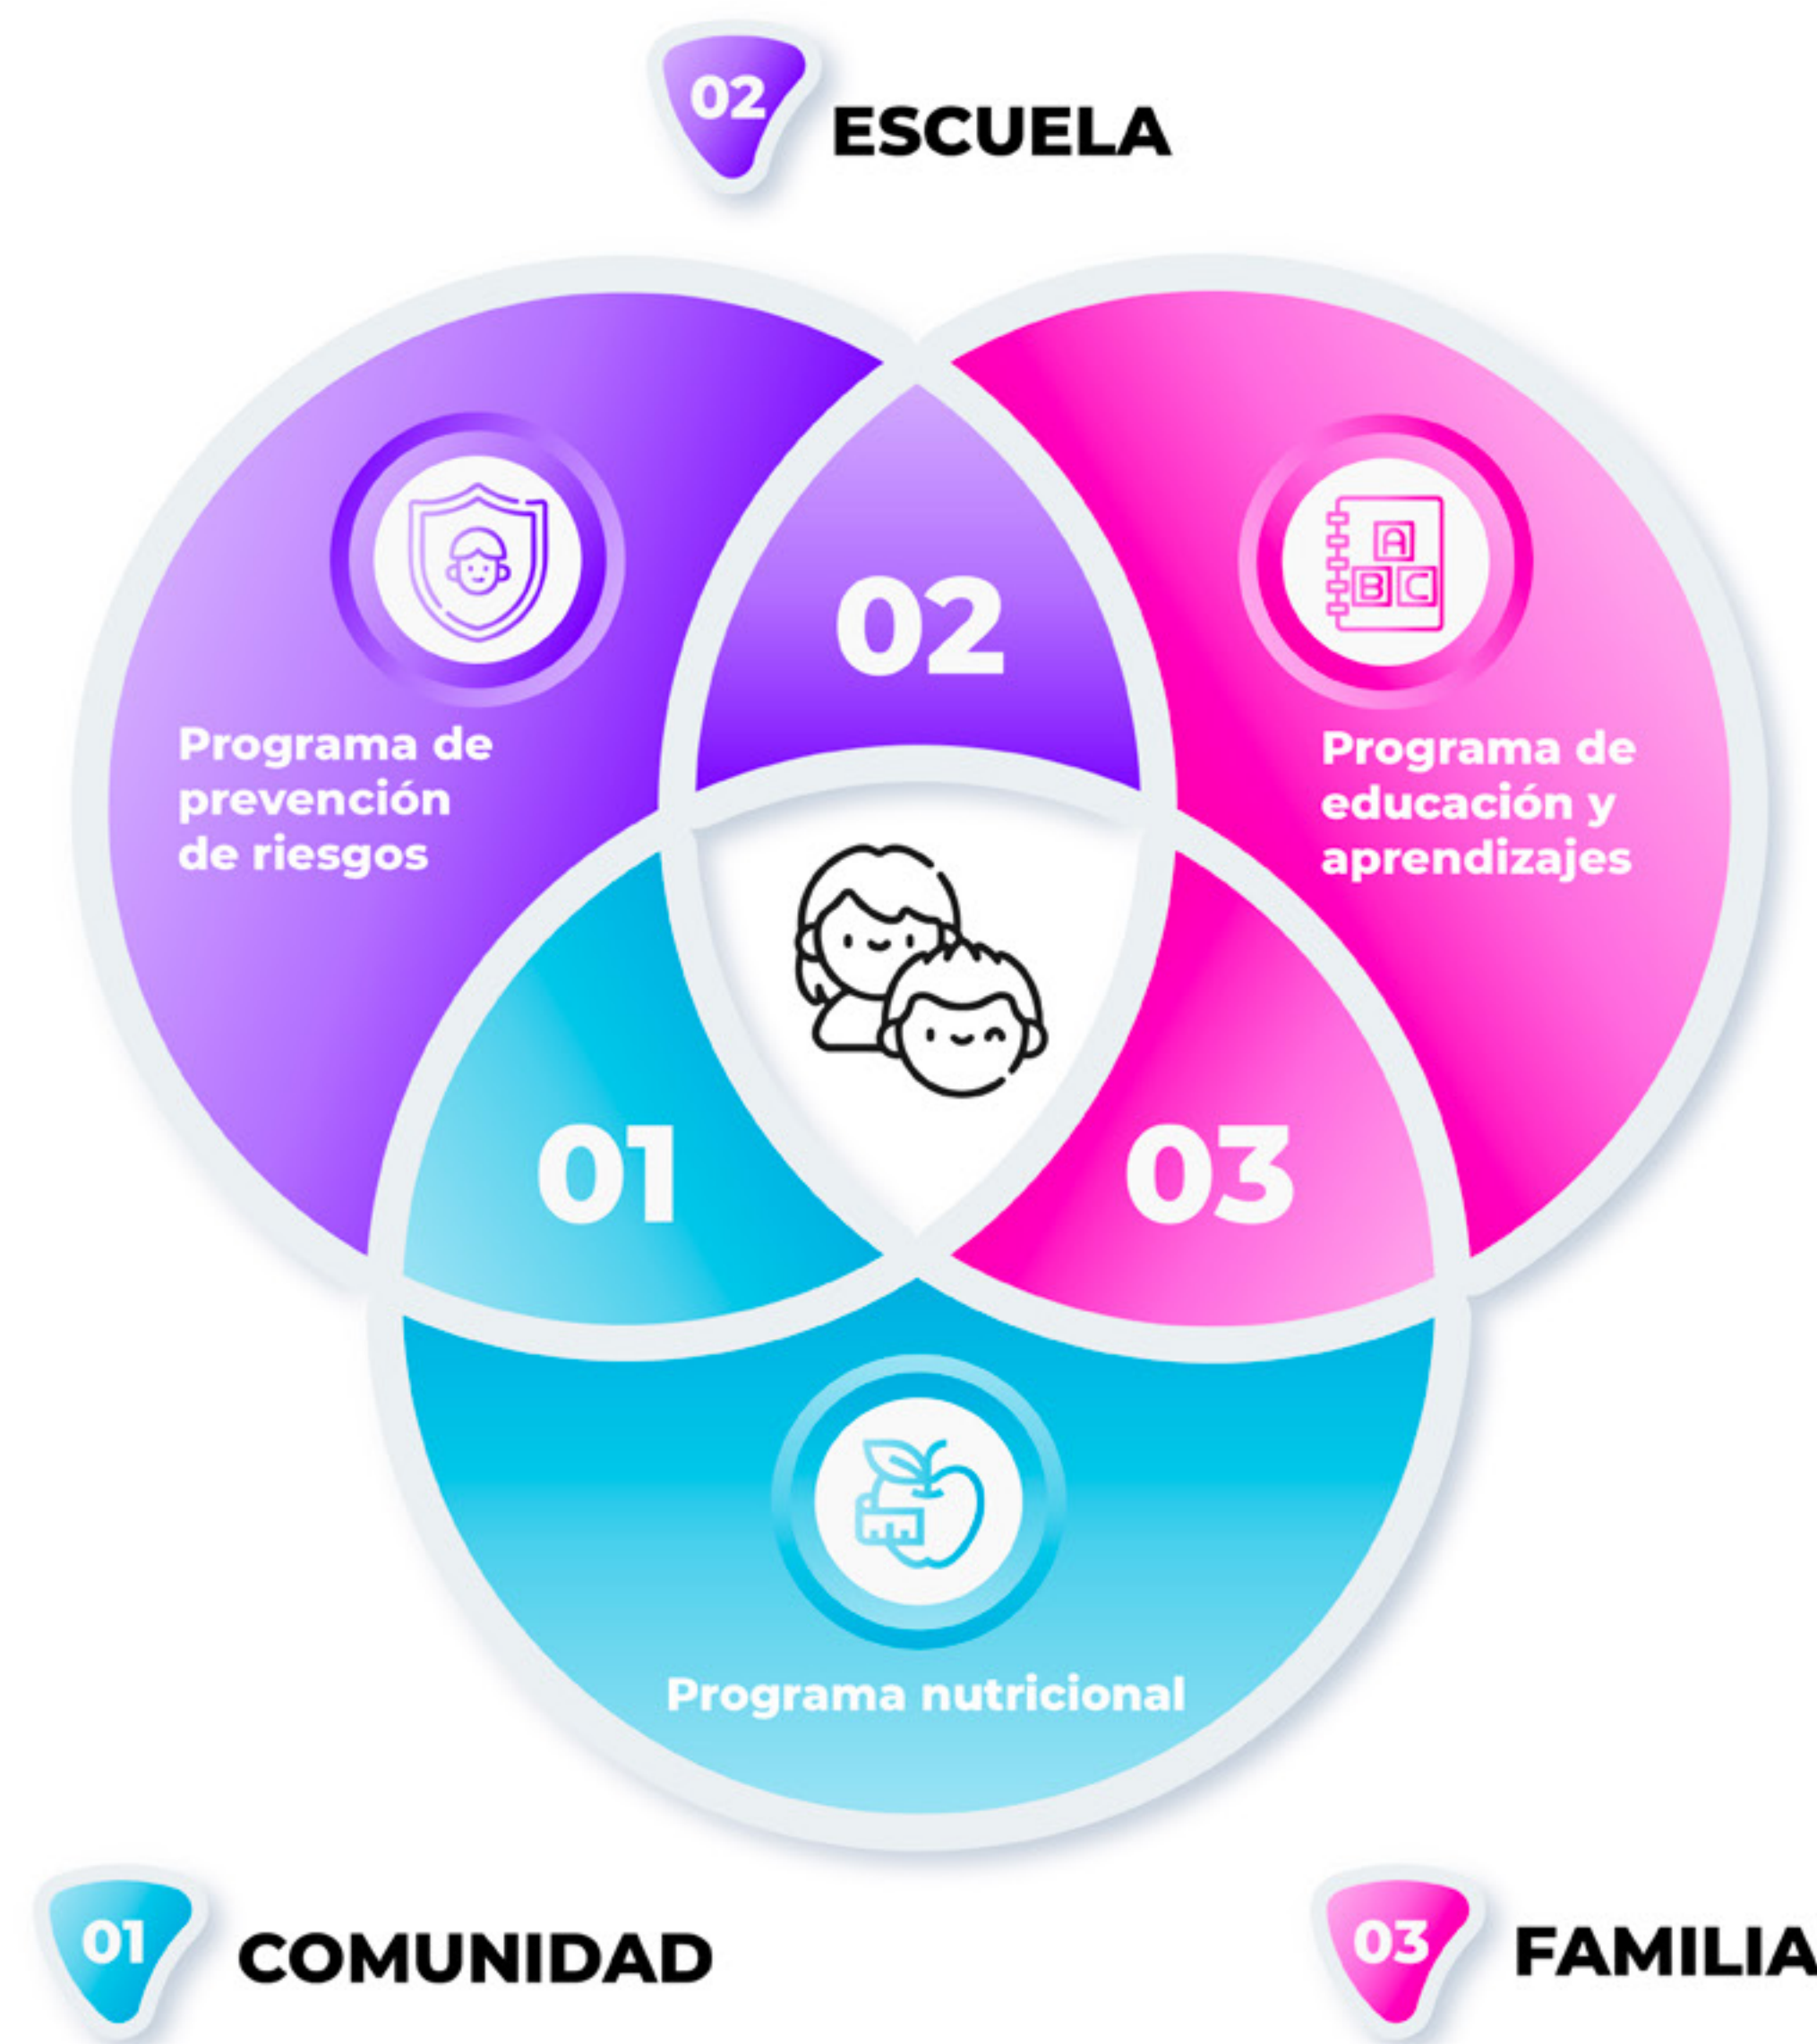 02
ESCUELA
02
Programa de
prevención
de riesgos
Programa de
educación y
aprendizajes
A
B C
01
03
Programa nutricional
01
COMUNIDAD
03
FAMILIA